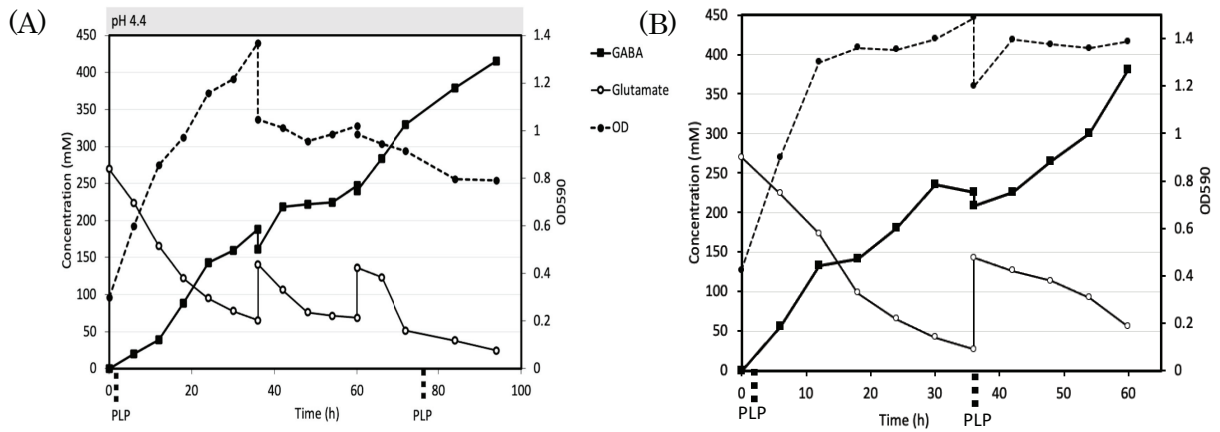 (A)
pH 4.4
Concentration (mM)
450
400
350
300
250
200
150
100
50
0
1.4
1.2
1
0.8
0.6
0.4
0.2
0
OD590
0 20 40 60 80 100
PLP
Time (h)
PLP
GABA
Glutamate
OD
(B)
Concentration (mM)
450
400
350
300
250
200
150
100
50
0
1.4
1.2
1
0.8
0.6
0.4
0.2
0
OD590
0 10 20 30 40 50 60
PLP
Time (h)
PLP